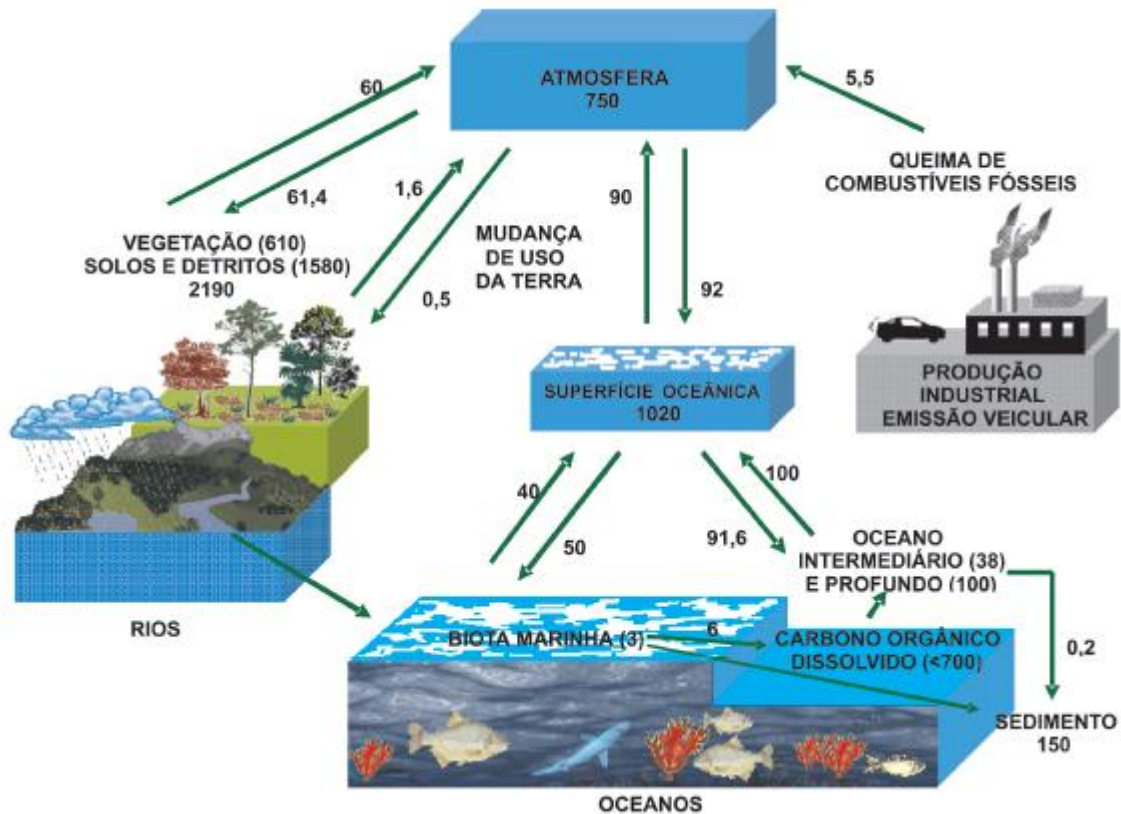 ATMOSFERA
750
60
61,4
1,6
0,5
MUDANÇA
DE USO
DA TERRA
90
92
5,5
QUEIMA DE
COMBUSTÍVEIS FÓSSEIS
VEGETAÇÃO (610)
SOLOS E DETRITOS (1580)
2190
PRODUÇÃO
INDUSTRIAL
EMISSÃO VEICULAR
SUPERFÍCIE OCEÂNICA
1020
40
50
91,6
100
OCEANO
INTERMEDIÁRIO (38)
E PROFUNDO (100)
RIOS
BIOTA MARINHA (3)
6
CARBONO ORGÂNICO
DISSOLVIDO (<700)
0,2
SEDIMENTO
150
OCEANOS